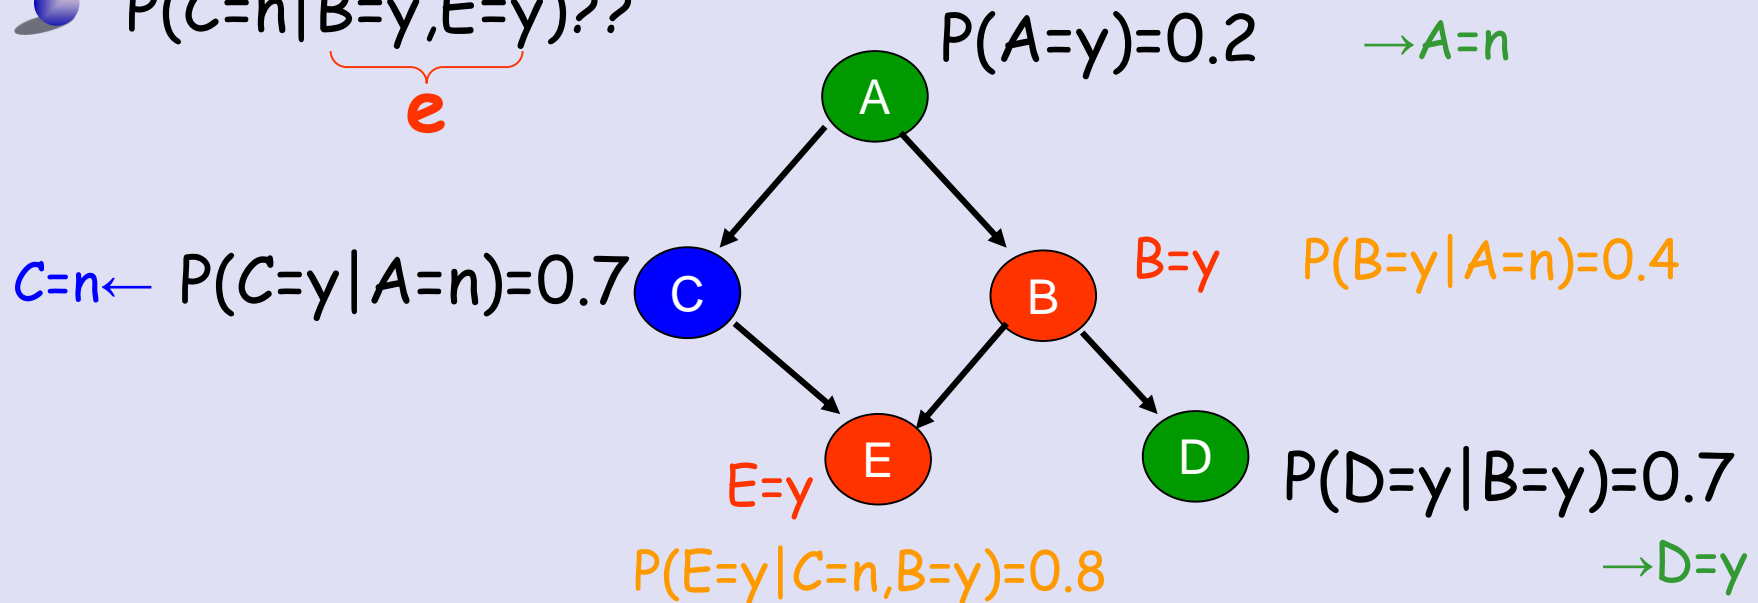 P(C=n|B=y,E=y)??
e
P(A=y)=0.2 →A=n
A
C=n← P(C=y|A=n)=0.7
C
B
B=y P(B=y|A=n)=0.4
E=y
E
D
P(D=y|B=y)=0.7
P(E=y|C=n,B=y)=0.8
→D=y